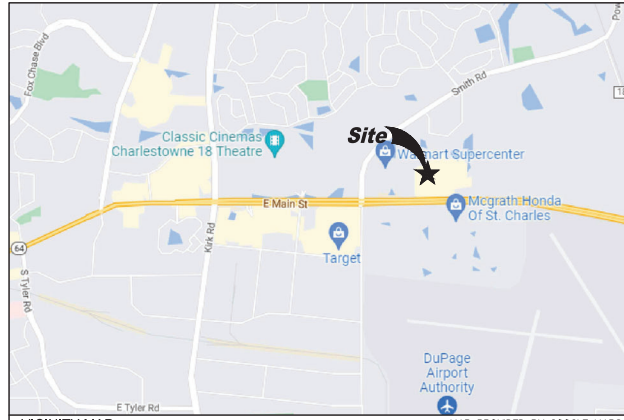 Fox Chase Blvd
Smith Rd
Classic Cinemas
Charlestowne 18 Theatre
Site
Walmart Supercenter
E Main St
Mcgrath Honda
Of St. Charles
Kirk Rd
64
Target
S Tyler Rd
DuPage
Airport
Authority
E Tyler Rd